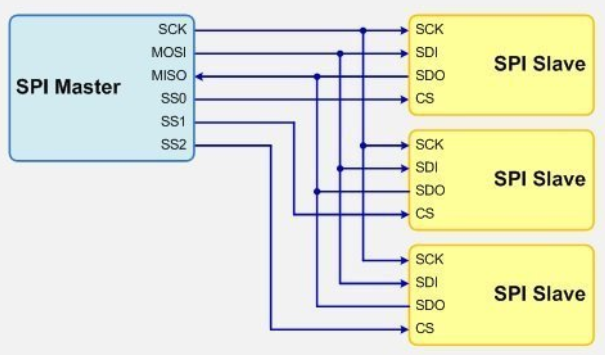 SPI Master
SCK
MOSI
MISO
SS0
SS1
SS2
SCK
SDI
SDO
CS
SPI Slave
SCK
SDI
SDO
CS
SPI Slave
SCK
SDI
SDO
CS
SPI Slave